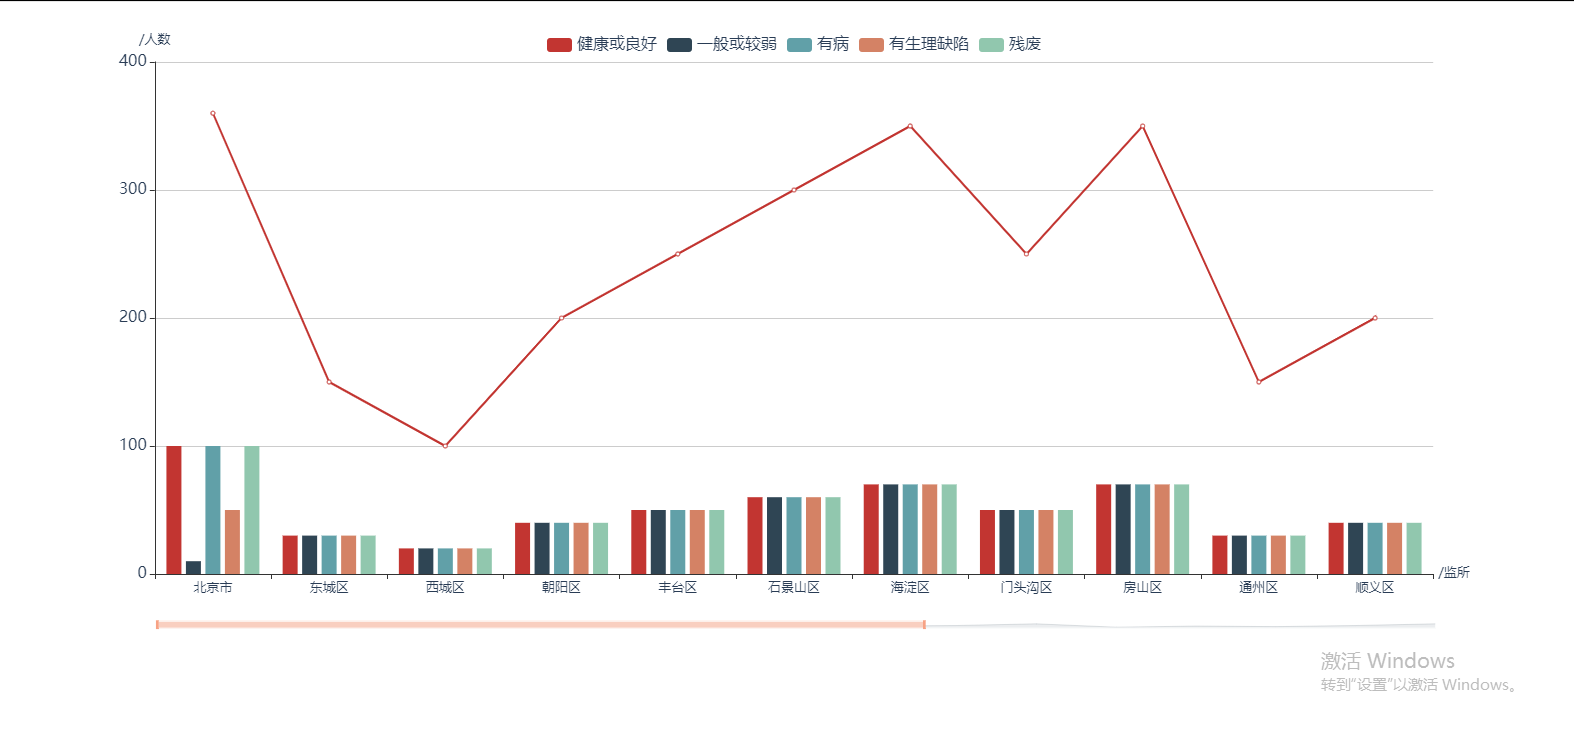 /人数
健康或良好 一般或较弱 有病 有生理缺陷 残废
400
300
200
100
0
北京市 东城区 西城区 朝阳区 丰台区 石景山区 海淀区 门头沟区 房山区 通州区 顺义区
/监所
激活 Windows
转到“设置”以激活 Windows。